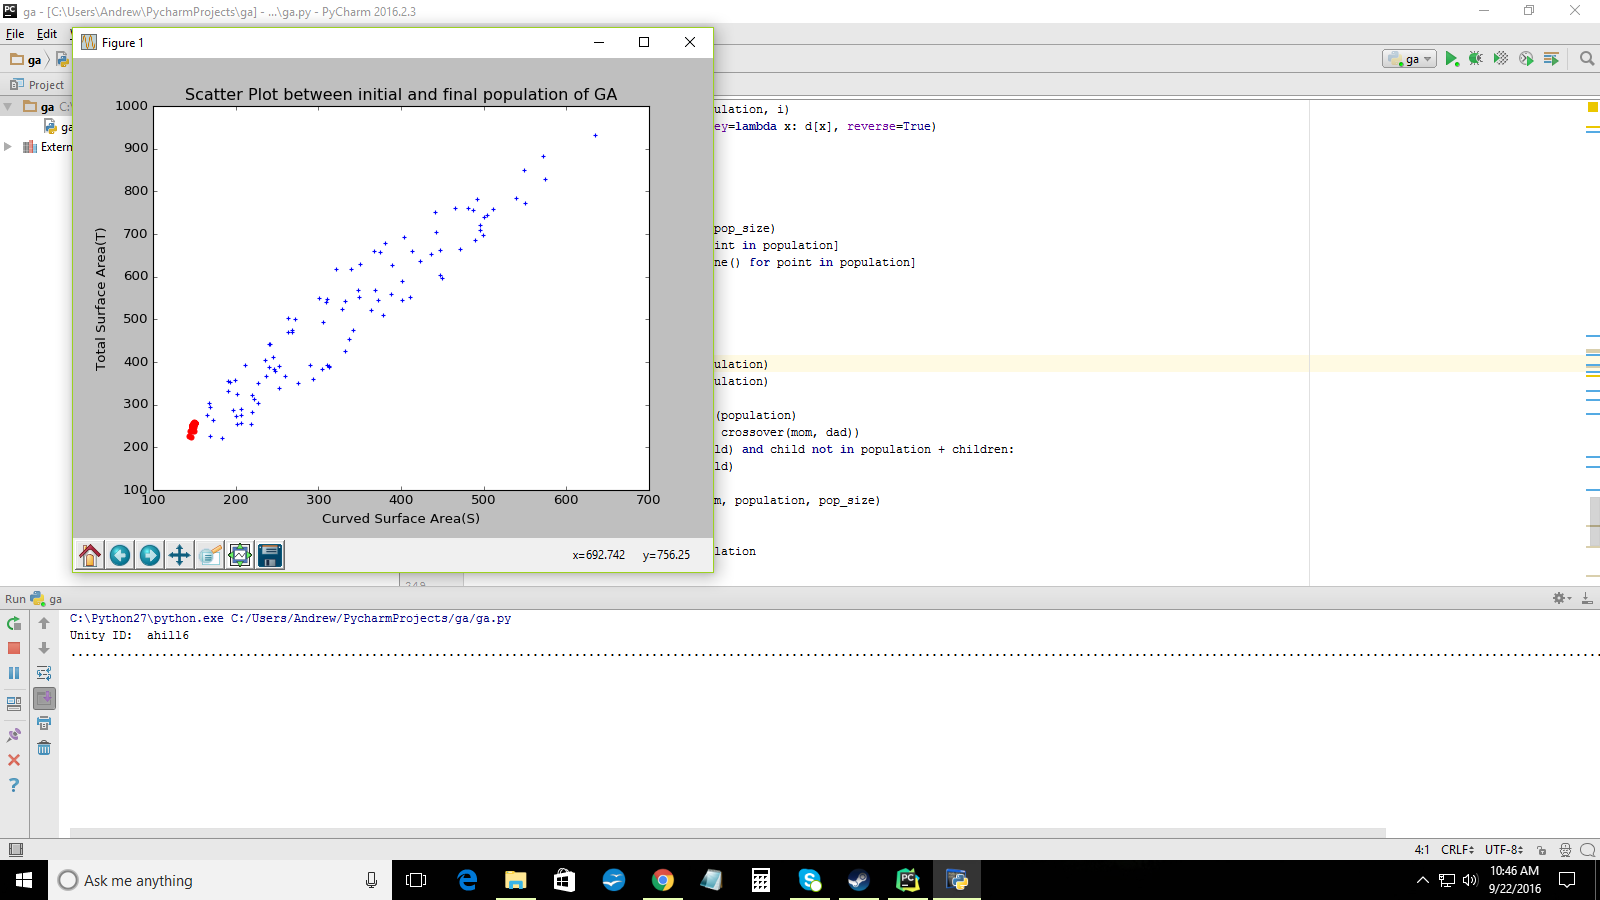 ga - [C:\Users\Andrew\PycharmProjects\ga] - ...\ga.py - PyCharm 2016.2.3
File Edit
Figure 1
ga
ga
Project
ga C:\
ga
Extern
Scatter Plot between initial and final population of GA
1000
900
800
700
600
500
400
300
200
100
Total Surface Area(T)
100 200 300 400 500 600 700
Curved Surface Area(S)
x=692.742 y=756.25
ulation, i)
ey=lambda x: d[x], reverse=True)
pop_size)
int in population]
ne() for point in population]
ulation)
ulation)
(population)
crossover(mom, dad))
ld) and child not in population + children:
ld)
m, population, pop_size)
lation
Run ga
C:\Python27\python.exe C:/Users/Andrew/PycharmProjects/ga/ga.py
Unity ID: ahill6
4:1 CRLF UTF-8
Ask me anything
10:46 AM
9/22/2016